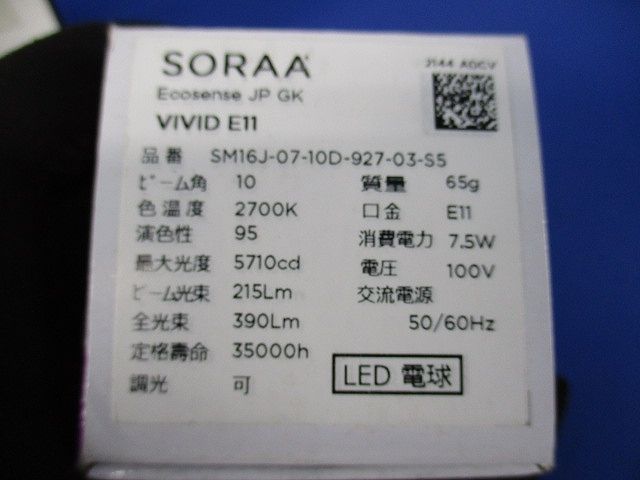 SORAA
J144 AGCV
Ecosense JP GK
VIVID E11
品番 SM16J-07-10D-927-03-S5
ビーム角 10 質量 65g
色温度 2700K 口金 E11
演色性 95 消費電力 7.5W
最大光度 5710cd 電圧 100V
ビーム光束 215Lm 交流電源
全光束 390Lm 50/60Hz
定格壽命 35000h
調光 可 LED 電球